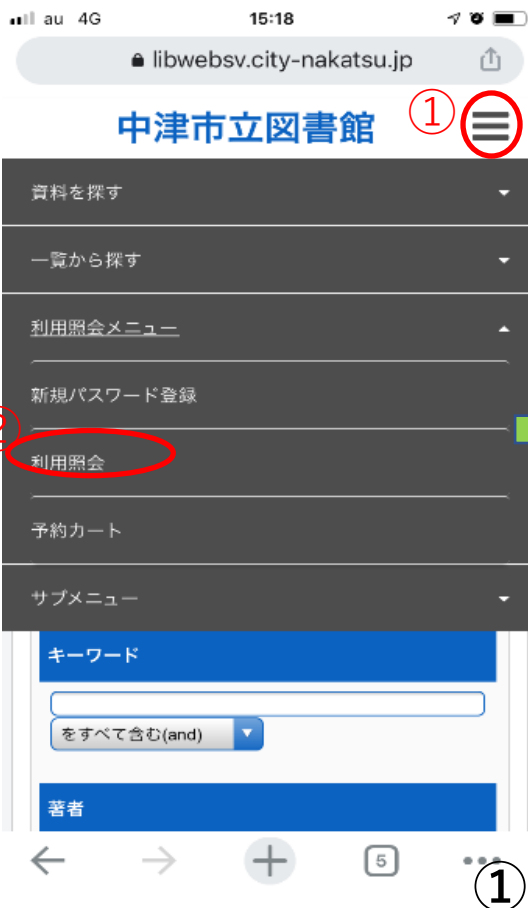 au 4G 15:18
libwebsv.city-nakatsu.jp
中津市立図書館 ①
資料を探す
一覧から探す
利用照会メニュー
新規パスワード登録
利用照会
予約カート
サブメニュー
キーワード
をすべて含む(and)
著者
5
①